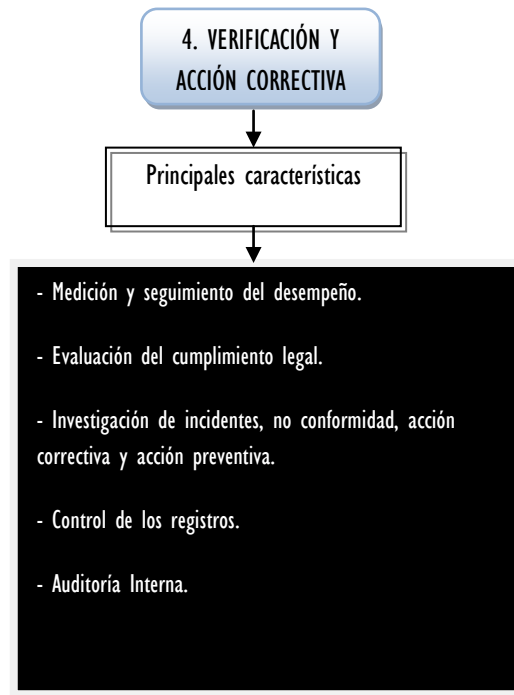 4. VERIFICACIÓN Y
ACCIÓN CORRECTIVA
Principales características
- Medición y seguimiento del desempeño.
- Evaluación del cumplimiento legal.
- Investigación de incidentes, no conformidad, acción
correctiva y acción preventiva.
- Control de los registros.
- Auditoría Interna.